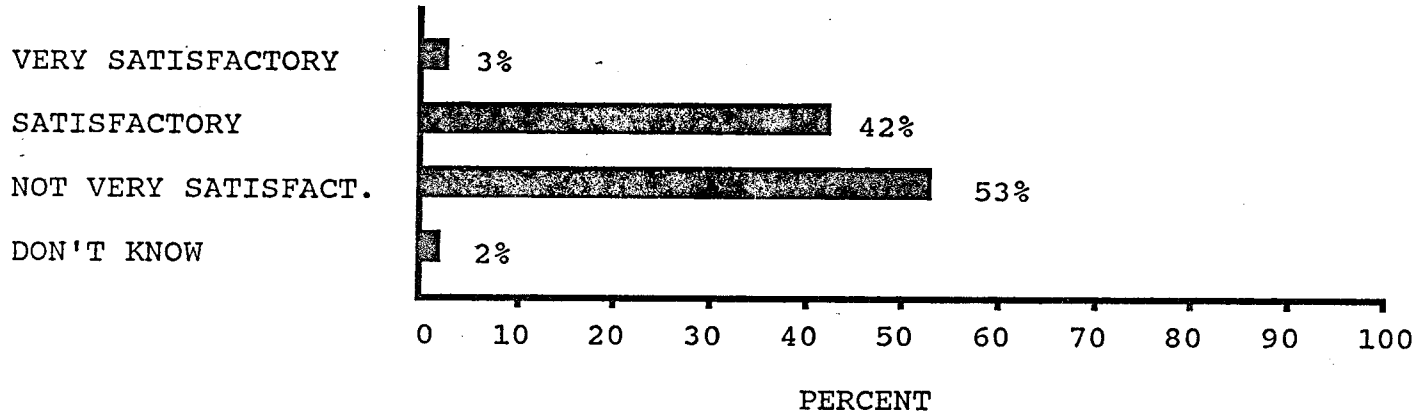 VERY SATISFACTORY 3%
SATISFACTORY 42%
NOT VERY SATISFACT. 53%
DON'T KNOW 2%
0 10 20 30 40 50 60 70 80 90 100
PERCENT